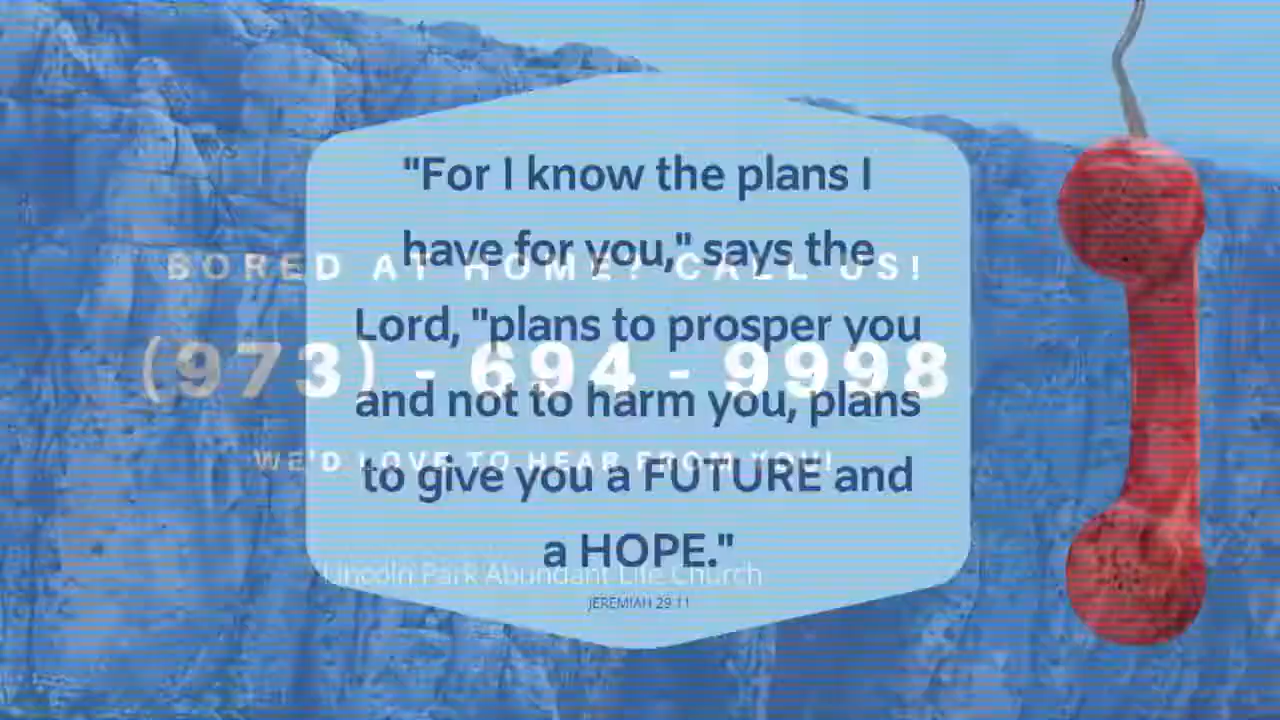 "For I know the plans I
have for you," says the
BORED AT HOME? CALL US!
Lord, "plans to prosper you
(973) - 694 - 9998
and not to harm you, plans
WE'D LOVE TO HEAR FROM YOU!
to give you a FUTURE and
a HOPE."
Lincoln Park Abundant Life Church
JEREMIAH 29:11